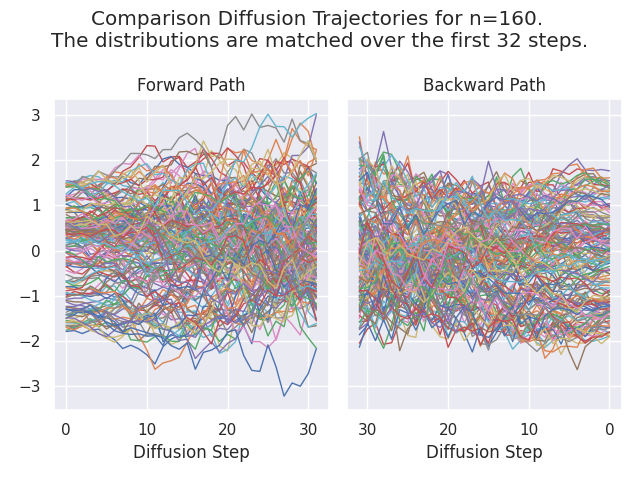 Comparison Diffusion Trajectories for n=160.
The distributions are matched over the first 32 steps.
Forward Path
Backward Path
3
2
1
0
−1
−2
−3
0 10 20 30
30 20 10 0
Diffusion Step
Diffusion Step